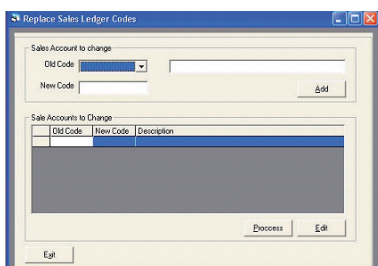 Replace Sales Ledger Codes
Sales Account to change
Old Code
New Code
Add
Sale Accounts to Change
Old Code New Code Description
Proccess Edit
Exit